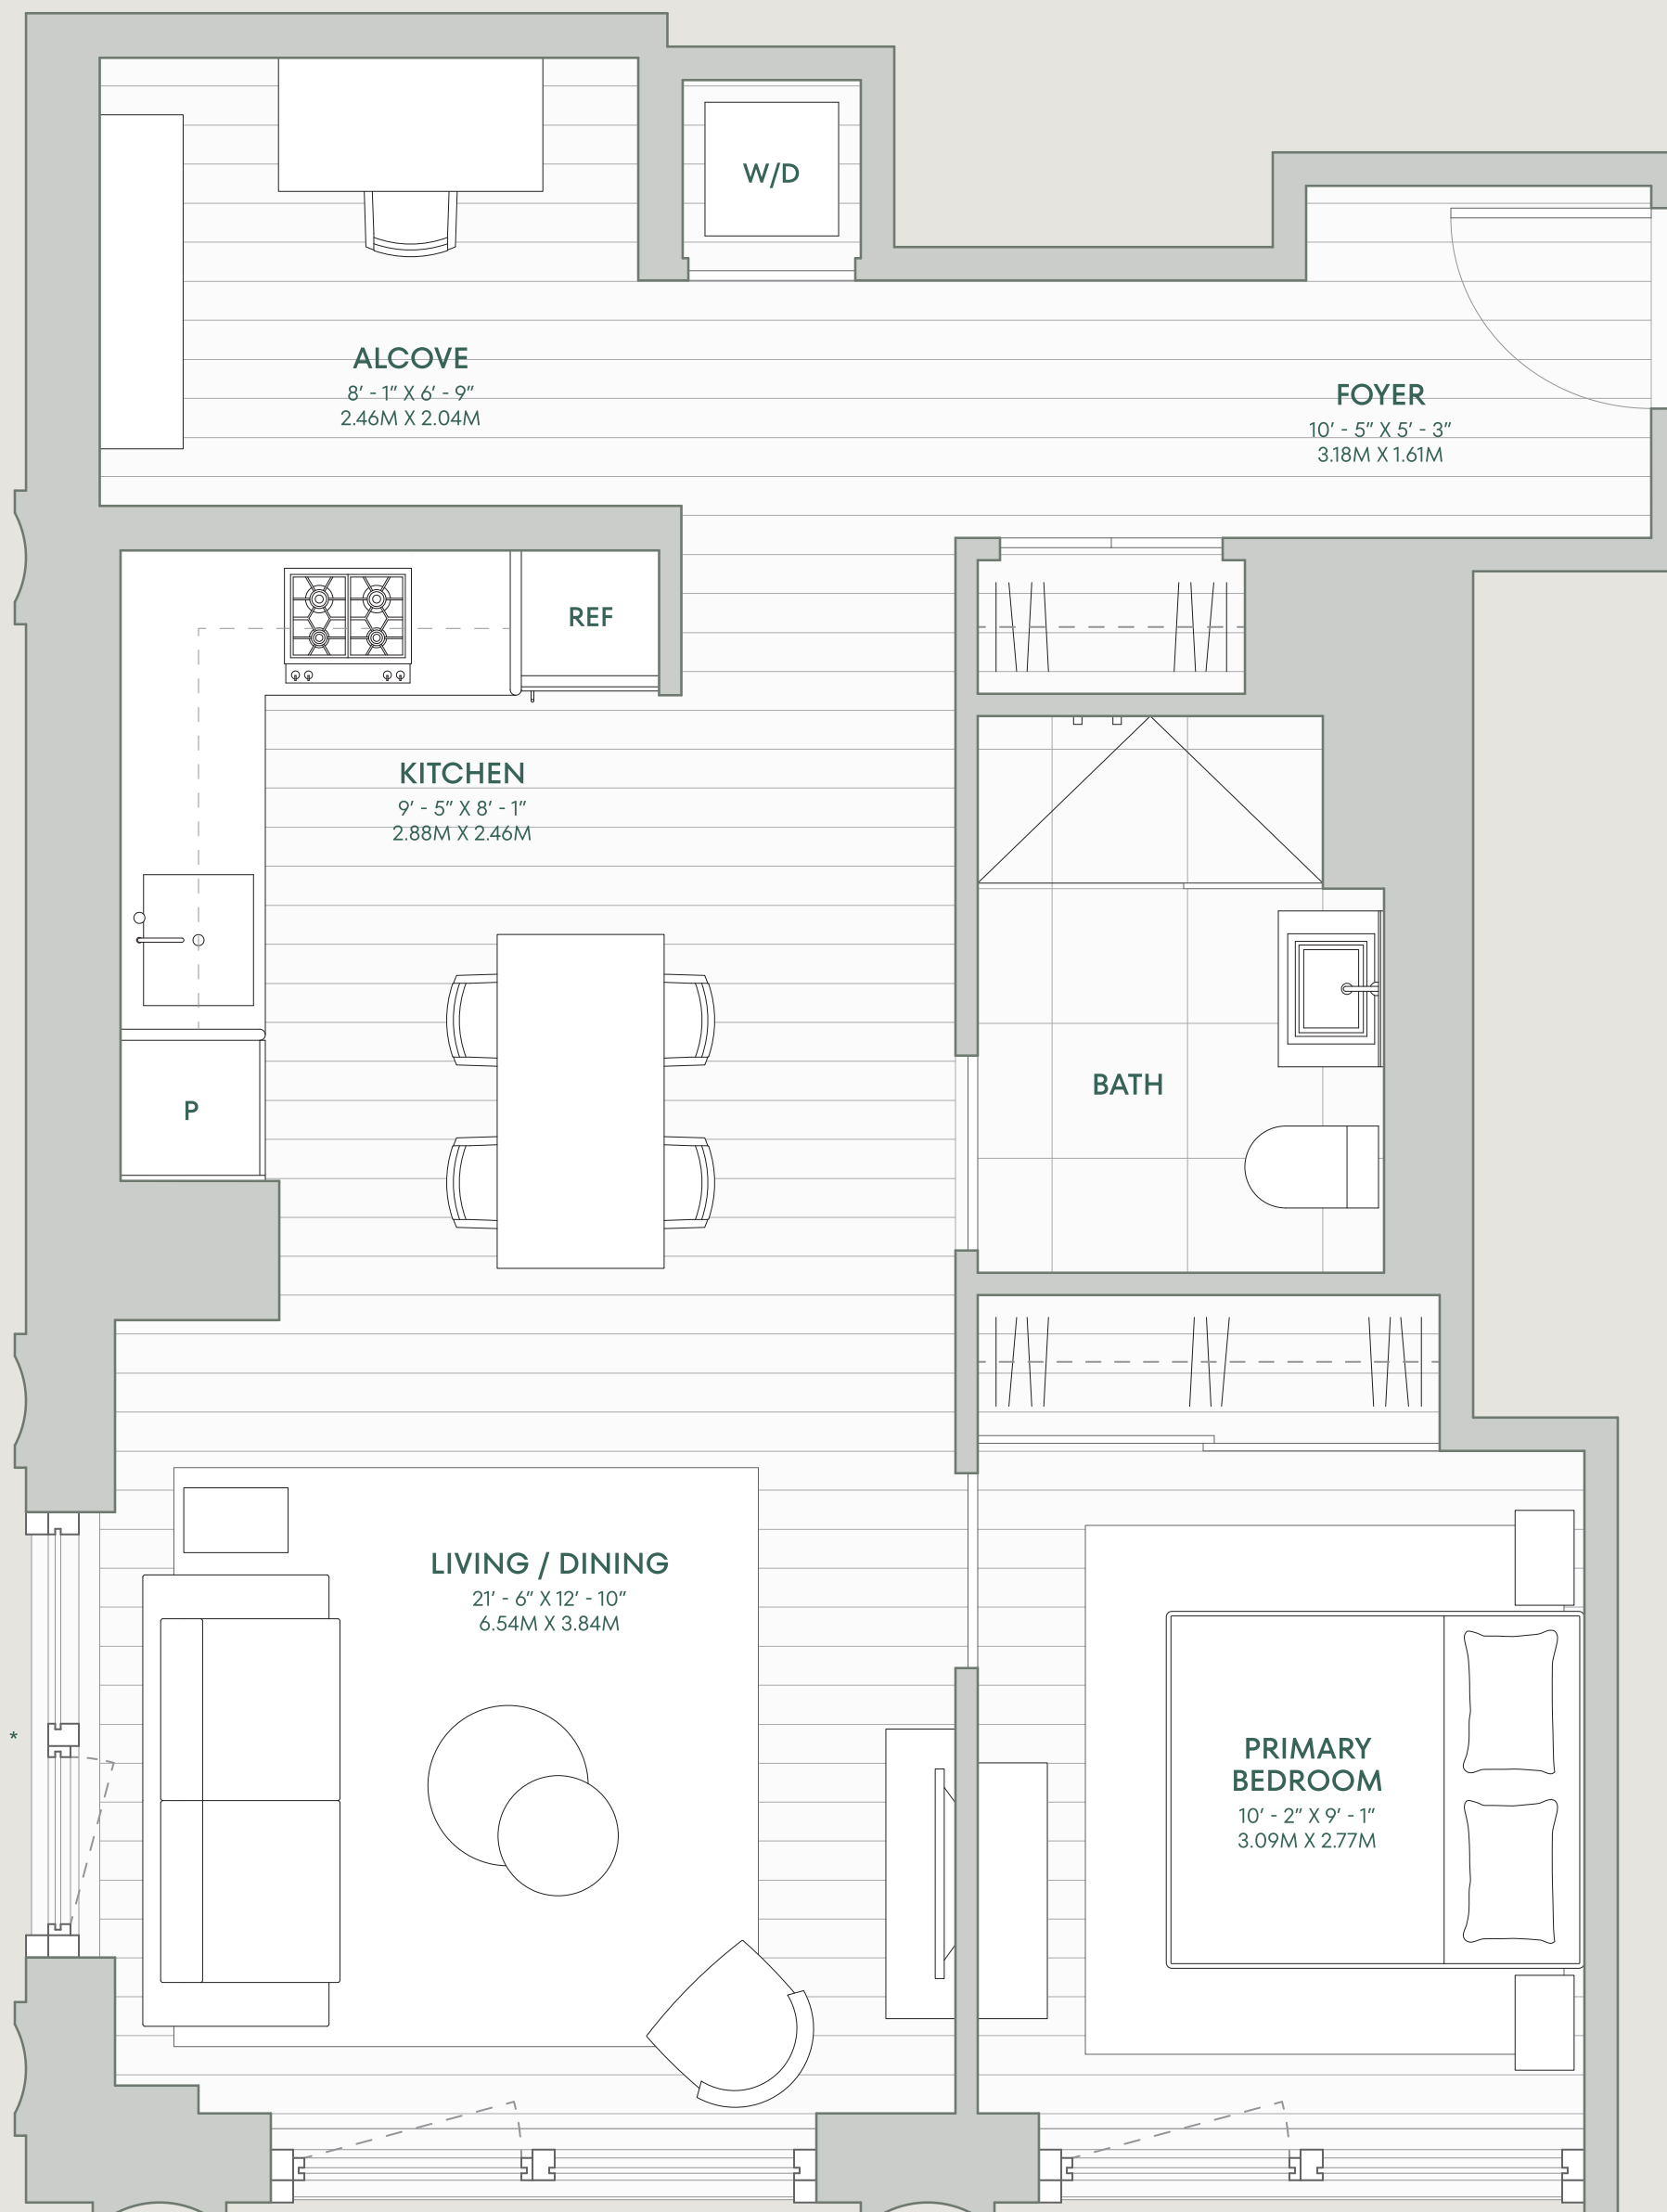 W/D
ALCOVE
8’ - 1” X 6’ - 9”
2.46M X 2.04M
FOYER
10’ - 5” X 5’ - 3”
3.18M X 1.61M
REF
KITCHEN
9’ - 5” X 8’ - 1”
2.88M X 2.46M
BATH
P
LIVING / DINING
21’ - 6” X 12’ - 10”
6.54M X 3.84M
*
PRIMARY
BEDROOM
10’ - 2” X 9’ - 1”
3.09M X 2.77M